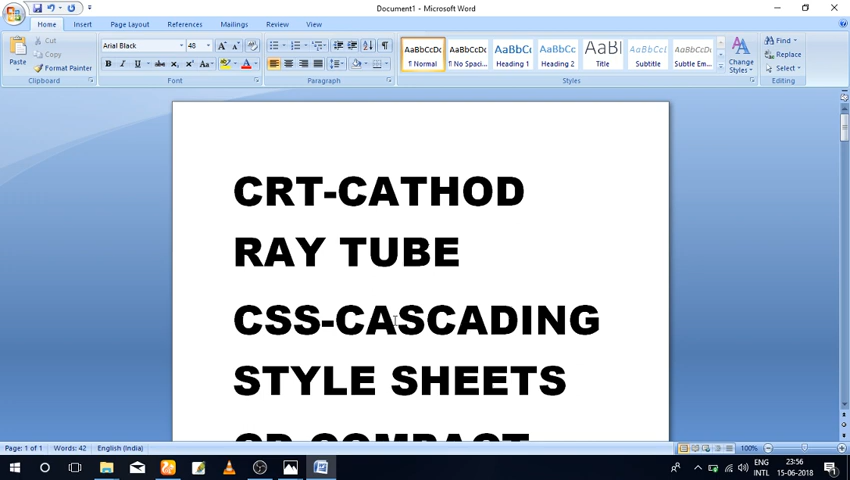 Document1 - Microsoft Word
Home Insert Page Layout References Mailings Review View
Cut
Copy
Format Painter
Paste
Clipboard
Arial Black 48
Font
Paragraph
AaBbCcDc AaBbCcDc AaBbCc AaBbCc AaBl AaBbCcL AaBbCcDc
¶ Normal ¶ No Spaci... Heading 1 Heading 2 Title Subtitle Subtle Em...
Styles
Change
Styles
Find
Replace
Select
Editing
CRT-CATHOD
RAY TUBE
CSS-CASCADING
STYLE SHEETS
CD-COMPACT
Page: 1 of 1 Words: 42 English (India) 100%
ENG
INTL
23:56
15-06-2018